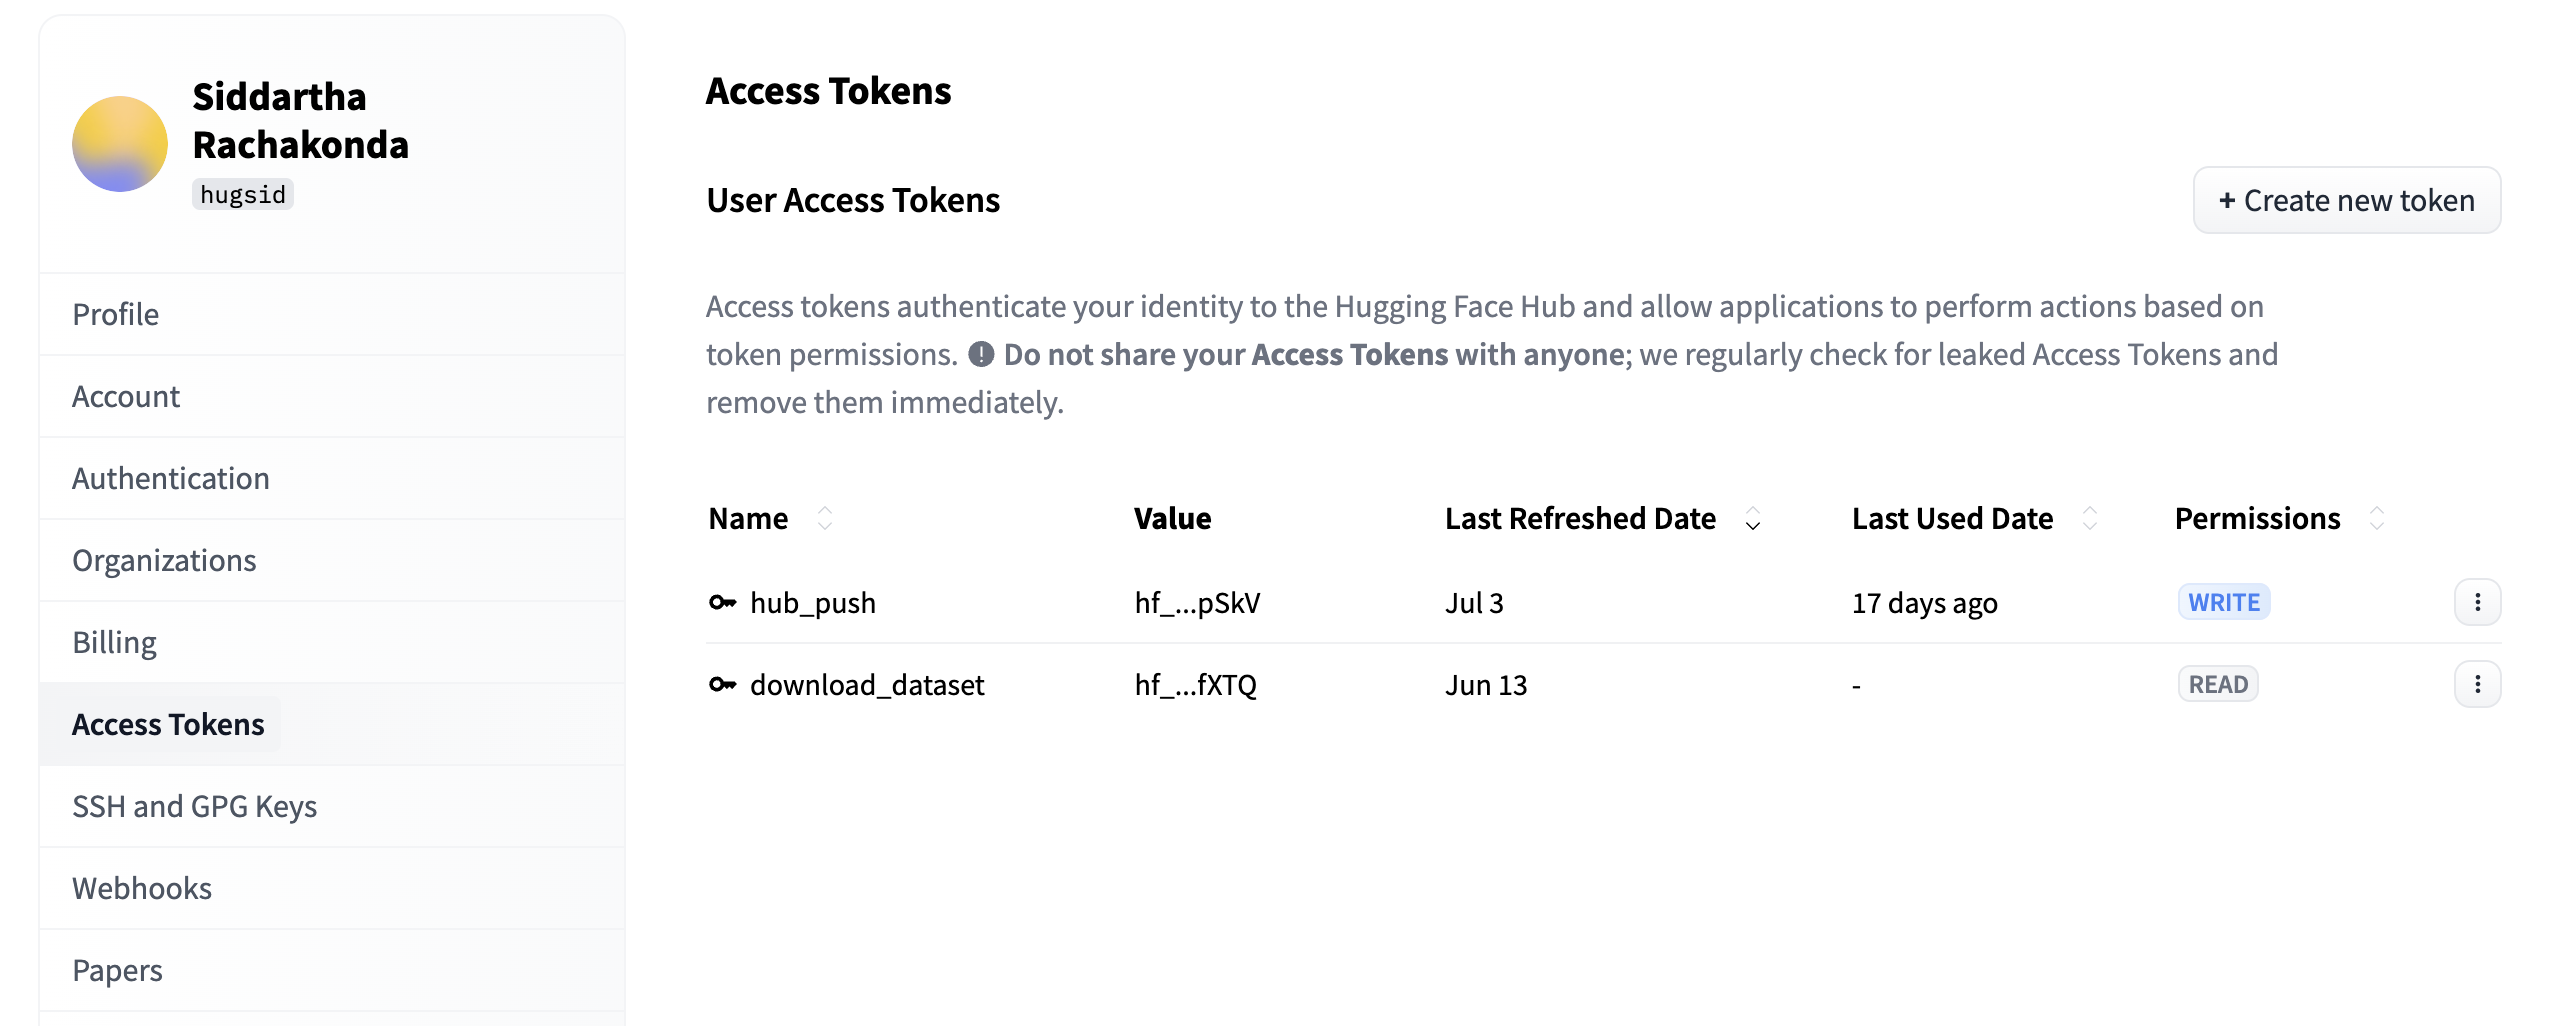 Siddartha
Rachakonda
hugsid
Profile
Account
Authentication
Organizations
Billing
Access Tokens
SSH and GPG Keys
Webhooks
Papers
Access Tokens
User Access Tokens
+ Create new token
Access tokens authenticate your identity to the Hugging Face Hub and allow applications to perform actions based on
token permissions. Do not share your Access Tokens with anyone; we regularly check for leaked Access Tokens and
remove them immediately.
Name Value Last Refreshed Date Last Used Date Permissions
hub_push hf_...pSkV Jul 3 17 days ago WRITE
download_dataset hf_...fXTQ Jun 13 - READ